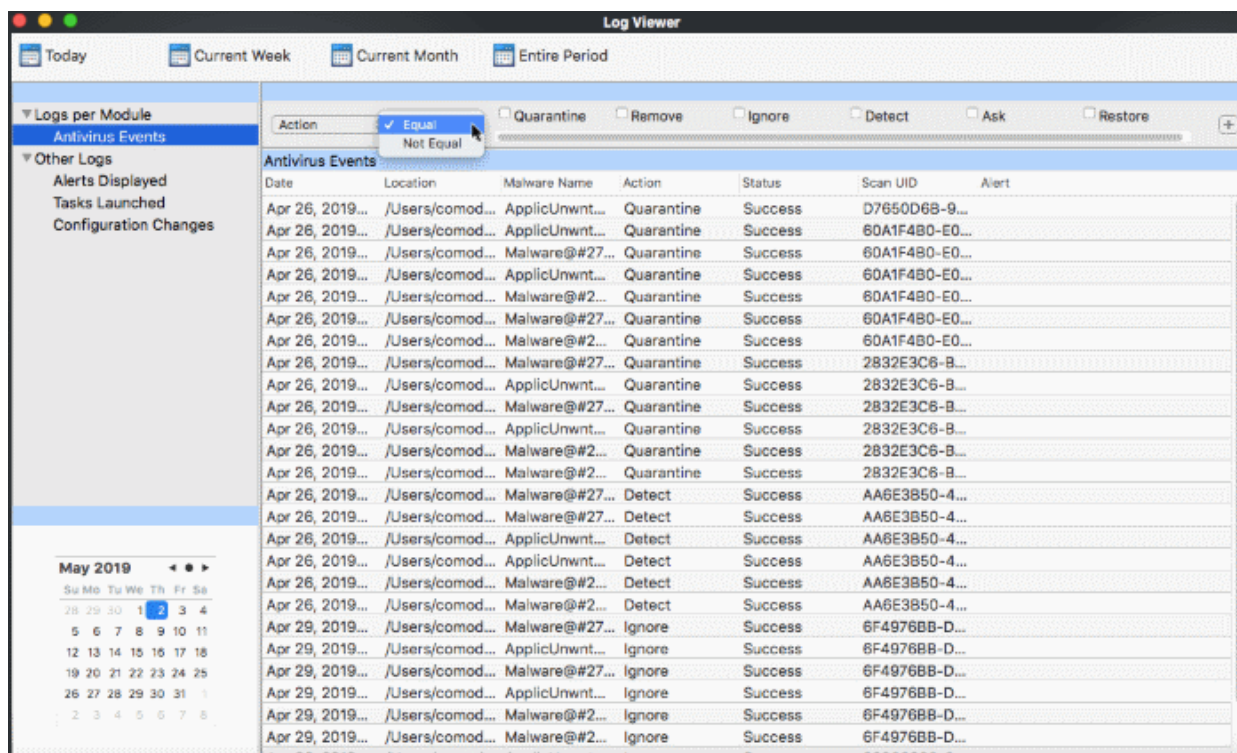 Log Viewer
Today Current Week Current Month Entire Period
Logs per Module
Antivirus Events
Other Logs
Alerts Displayed
Tasks Launched
Configuration Changes
Action ✓ Equal Quarantine Remove Ignore Detect Ask Restore +
Not Equal
Antivirus Events
Date Location Malware Name Action Status Scan UID Alert
Apr 26, 2019... /Users/comod... ApplicUnwnt... Quarantine Success D7650D6B-9...
Apr 26, 2019... /Users/comod... ApplicUnwnt... Quarantine Success 60A1F4B0-E0...
Apr 26, 2019... /Users/comod... Malware@#27... Quarantine Success 60A1F4B0-E0...
Apr 26, 2019... /Users/comod... ApplicUnwnt... Quarantine Success 60A1F4B0-E0...
Apr 26, 2019... /Users/comod... Malware@#2... Quarantine Success 60A1F4B0-E0...
Apr 26, 2019... /Users/comod... Malware@#27... Quarantine Success 60A1F4B0-E0...
Apr 26, 2019... /Users/comod... Malware@#2... Quarantine Success 60A1F4B0-E0...
Apr 26, 2019... /Users/comod... Malware@#27... Quarantine Success 2832E3C6-B...
Apr 26, 2019... /Users/comod... ApplicUnwnt... Quarantine Success 2832E3C6-B...
Apr 26, 2019... /Users/comod... Malware@#27... Quarantine Success 2832E3C6-B...
Apr 26, 2019... /Users/comod... ApplicUnwnt... Quarantine Success 2832E3C6-B...
Apr 26, 2019... /Users/comod... Malware@#2... Quarantine Success 2832E3C6-B...
Apr 26, 2019... /Users/comod... Malware@#2... Quarantine Success 2832E3C6-B...
Apr 26, 2019... /Users/comod... Malware@#27... Detect Success AA6E3B50-4...
Apr 26, 2019... /Users/comod... Malware@#27... Detect Success AA6E3B50-4...
Apr 26, 2019... /Users/comod... ApplicUnwnt... Detect Success AA6E3B50-4...
Apr 26, 2019... /Users/comod... ApplicUnwnt... Detect Success AA6E3B50-4...
Apr 26, 2019... /Users/comod... Malware@#2... Detect Success AA6E3B50-4...
Apr 26, 2019... /Users/comod... Malware@#2... Detect Success AA6E3B50-4...
Apr 29, 2019... /Users/comod... Malware@#27... Ignore Success 6F4976BB-D...
Apr 29, 2019... /Users/comod... ApplicUnwnt... Ignore Success 6F4976BB-D...
Apr 29, 2019... /Users/comod... Malware@#27... Ignore Success 6F4976BB-D...
Apr 29, 2019... /Users/comod... ApplicUnwnt... Ignore Success 6F4976BB-D...
Apr 29, 2019... /Users/comod... Malware@#2... Ignore Success 6F4976BB-D...
Apr 29, 2019... /Users/comod... Malware@#2... Ignore Success 6F4976BB-D...
May 2019
Su Mo Tu We Th Fr Sa
28 29 30 1 2 3 4
5 6 7 8 9 10 11
12 13 14 15 16 17 18
19 20 21 22 23 24 25
26 27 28 29 30 31 1
2 3 4 5 6 7 8